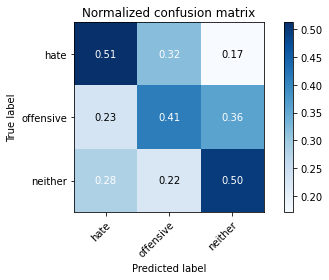 Normalized confusion matrix
True label
hate
offensive
neither
0.51 0.32 0.17
0.23 0.41 0.36
0.28 0.22 0.50
hate
offensive
neither
Predicted label
0.50
0.45
0.40
0.35
0.30
0.25
0.20